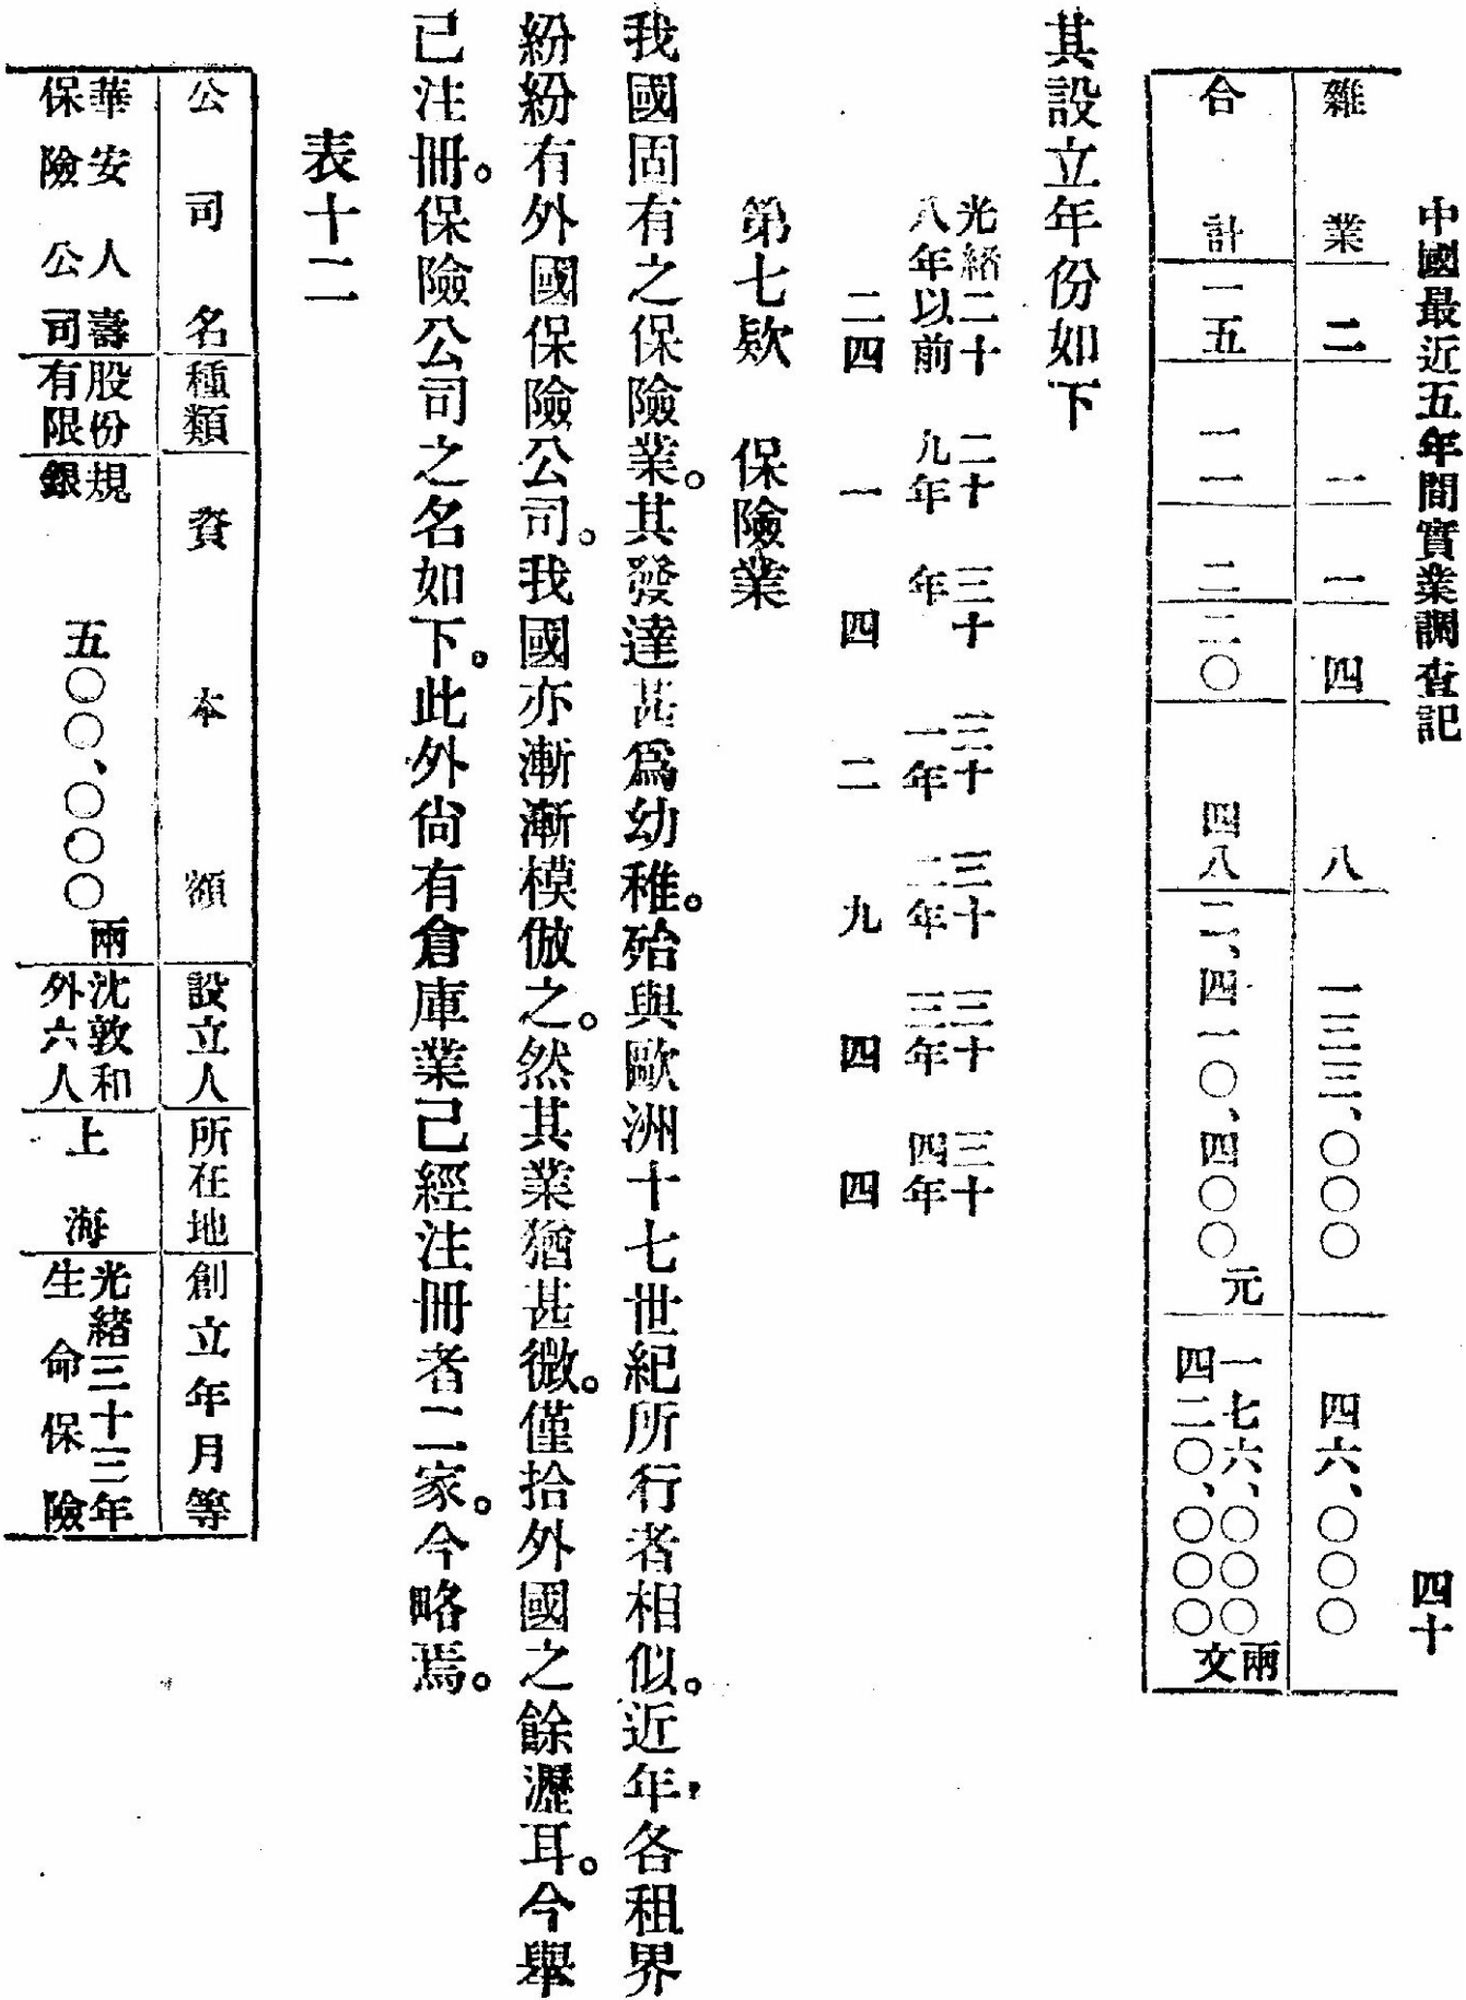 中國最近五年間實業調查記 四十
雜業 二 二 一 四 八 一三三、〇〇〇 四六、〇〇〇
合計 一五 一一 二 二〇 四八 二、四一〇、四〇〇元 一七六、〇〇〇兩 四二〇、〇〇〇文
其設立年份如下
光緒二十八年以前 二十九年 三十年 三十一年 三十二年 三十三年 三十四年
二四 一 四 二 九 四 四
第七欵 保險業
我國固有之保險業。其發達甚爲幼稚。殆與歐洲十七世紀所行者相似。近年各租界
紛紛有外國保險公司。我國亦漸漸模倣之。然其業猶甚微。僅拾外國之餘瀝耳。今舉
已注冊。保險公司之名如下。此外尙有倉庫業己經注冊者二家。今略焉。
表十二
公司名 種類 資本額 設立人 所在地 創立年月等
華安人壽保險公司 股份有限 規銀 五〇〇、〇〇〇兩 沈敦和外六人 上海 光緒三十三年生命保險